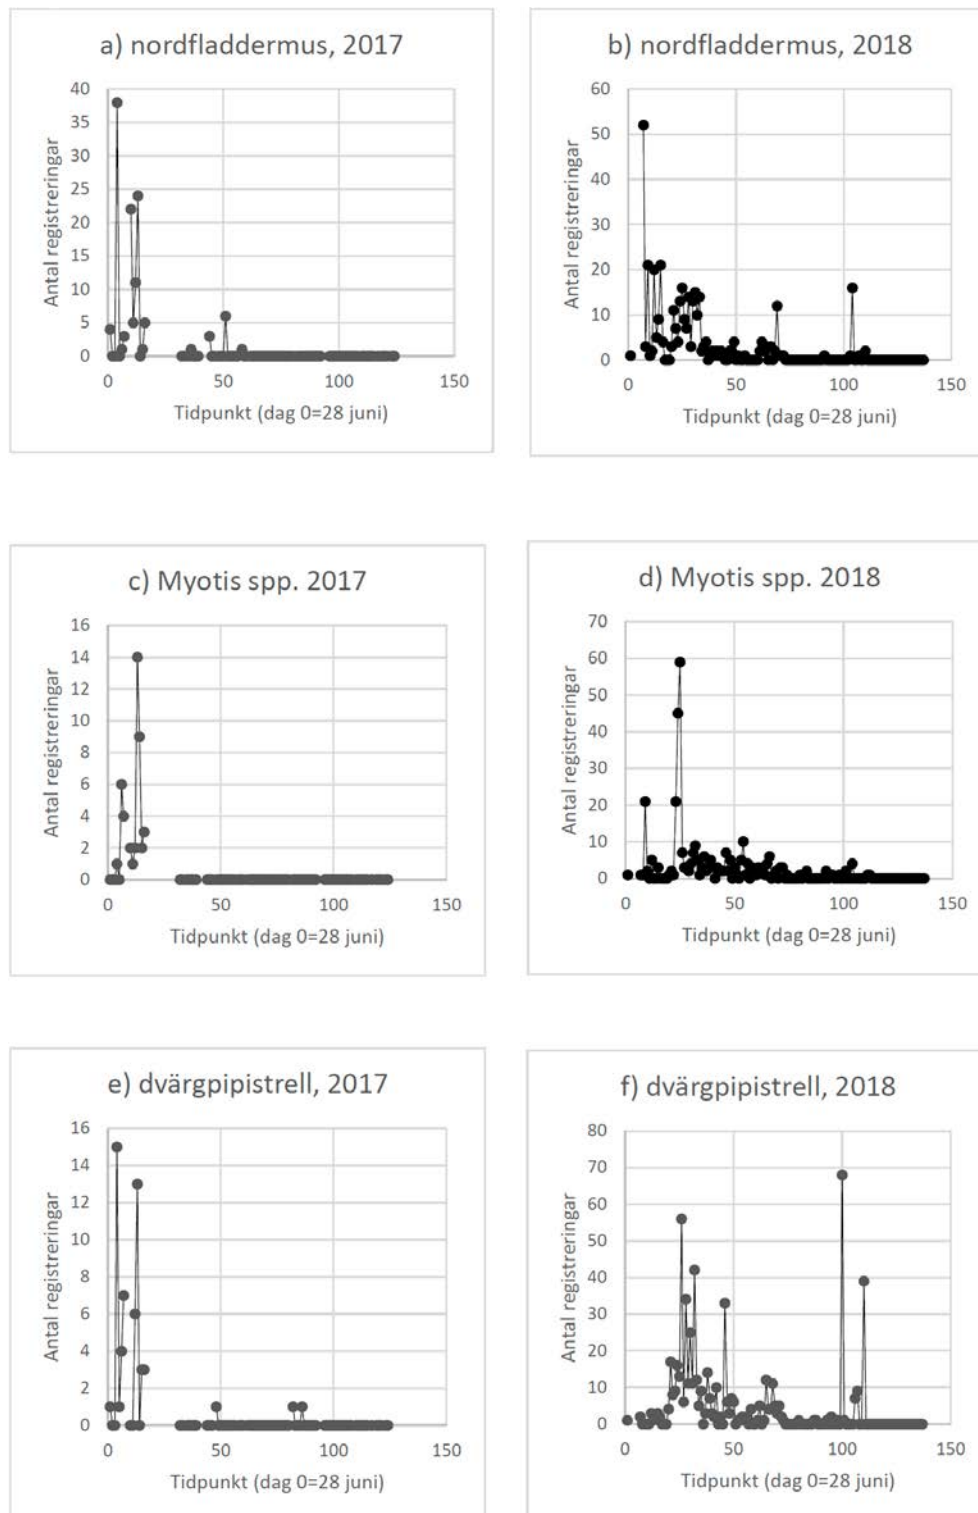 a) nordfladdermus, 2017
Antal registreringar
40
35
30
25
20
15
10
5
0
0 50 100 150
Tidpunkt (dag 0=28 juni)
b) nordfladdermus, 2018
Antal registreringar
60
50
40
30
20
10
0
0 50 100 150
Tidpunkt (dag 0=28 juni)
c) Myotis spp. 2017
Antal registreringar
16
14
12
10
8
6
4
2
0
0 50 100 150
Tidpunkt (dag 0=28 juni)
d) Myotis spp. 2018
Antal registreringar
70
60
50
40
30
20
10
0
0 50 100 150
Tidpunkt (dag 0=28 juni)
e) dvärgpipistrell, 2017
Antal registreringar
16
14
12
10
8
6
4
2
0
0 50 100 150
Tidpunkt (dag 0=28 juni)
f) dvärgpipistrell, 2018
Antal registreringar
80
70
60
50
40
30
20
10
0
0 50 100 150
Tidpunkt (dag 0=28 juni)